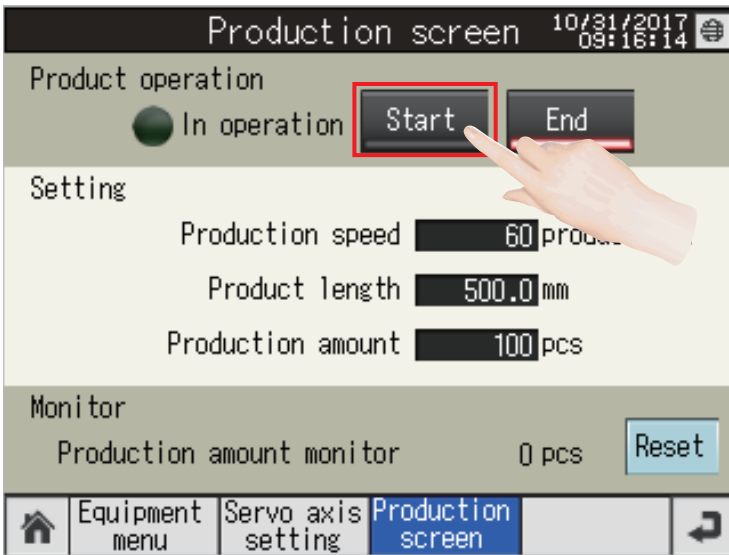 Production screen
10/31/2017
09:16:14
Product operation
In operation
Start
End
Setting
Production speed 60
Product length 500.0 mm
Production amount 100 pcs
Monitor
Production amount monitor 0 pcs
Reset
Equipment
menu
Servo axis
setting
Production
screen